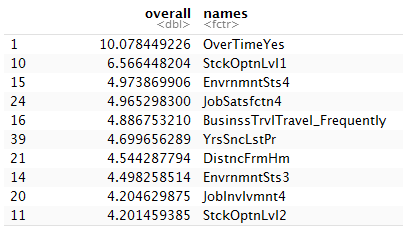 overall names
<dbl> <fctr>
1 10.078449226 OverTimeYes
10 6.566448204 StckOptnLvl1
15 4.973869906 EnvrnmntSts4
24 4.965298300 JobSatsfctn4
16 4.886753210 BusinssTrvlTravel_Frequently
39 4.699656289 YrsSncLstPr
21 4.544287794 DistncFrmHm
14 4.498258514 EnvrnmntSts3
20 4.204629875 JobInvlvmnt4
11 4.201459385 StckOptnLvl2